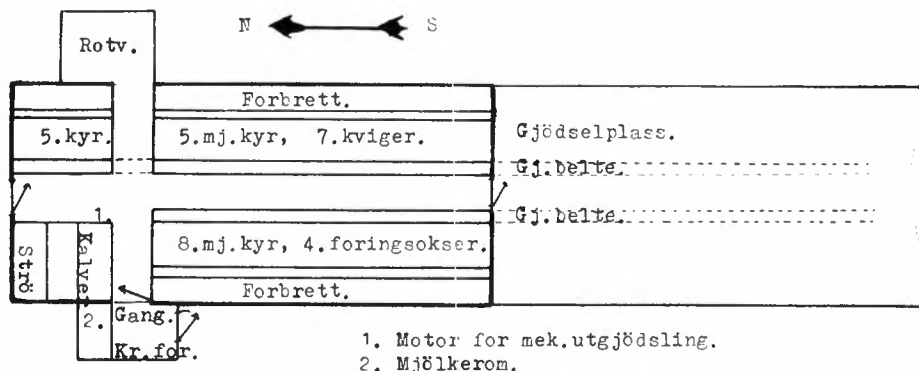 N S
Rotv.
Forbrett.
5.kyr. 5.mj.kyr, 7.kviger. Gjödselplass.
Gj.belte.
1. Gj.belte.
Strö Kalver 8.mj.kyr, 4.foringsokser.
Forbrett.
2. Gang.
Kr.for.
1. Motor for mek.utgjödsling.
2. Mjölkerom.